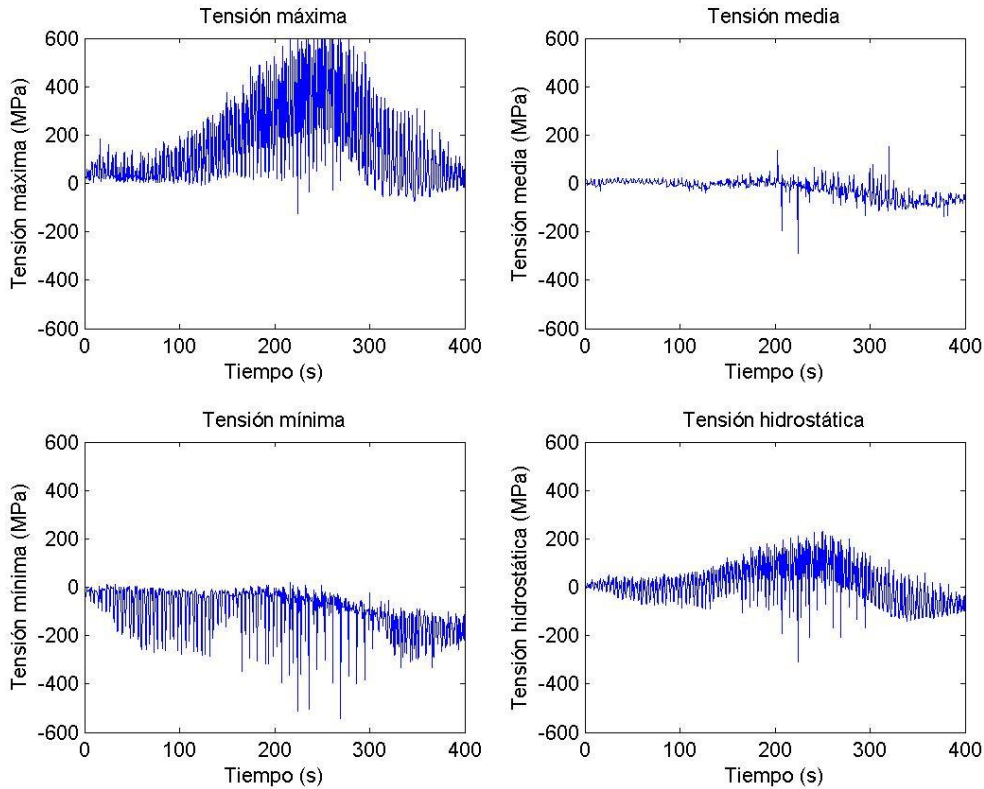 Tensión máxima
600
400
200
0
-200
-400
-600
Tensión máxima (MPa)
0 100 200 300 400
Tiempo (s)
Tensión media
600
400
200
0
-200
-400
-600
Tensión media (MPa)
0 100 200 300 400
Tiempo (s)
Tensión mínima
600
400
200
0
-200
-400
-600
Tensión mínima (MPa)
0 100 200 300 400
Tiempo (s)
Tensión hidrostática
600
400
200
0
-200
-400
-600
Tensión hidrostática (MPa)
0 100 200 300 400
Tiempo (s)